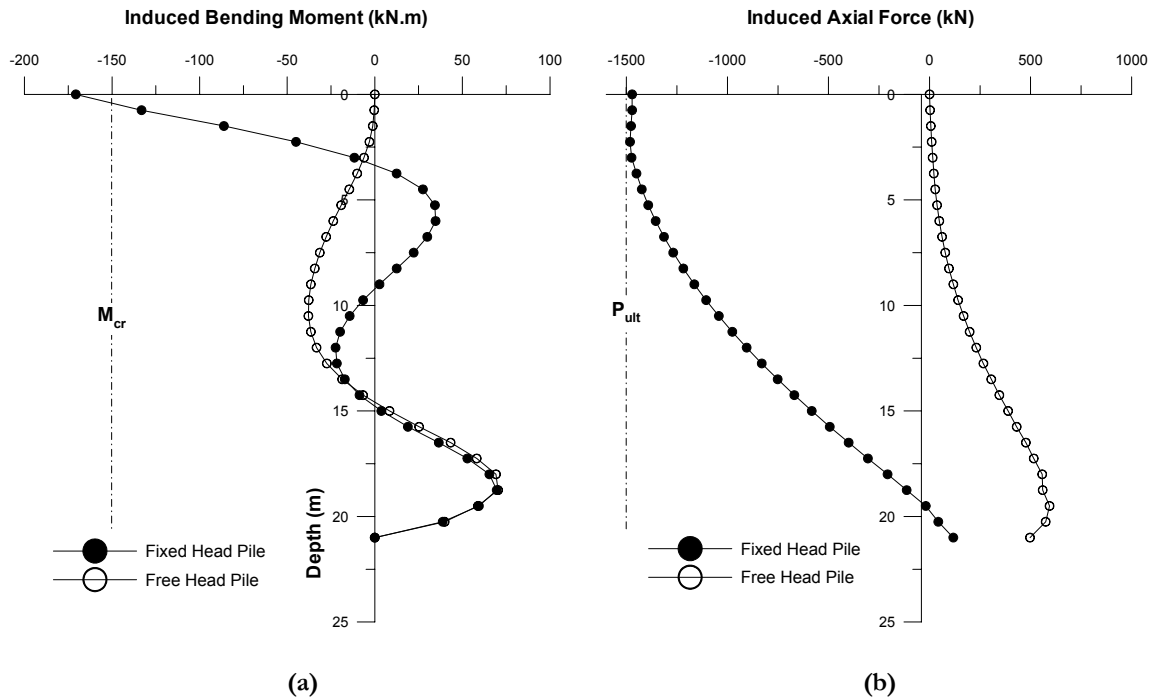 Induced Bending Moment (kN.m)
-200 -150 -100 -50 0 50 100
0
5
10
15
20
25
M_cr
Depth (m)
Fixed Head Pile
Free Head Pile
(a)
Induced Axial Force (kN)
-1500 -1000 -500 0 500 1000
0
5
10
15
20
25
P_ult
Fixed Head Pile
Free Head Pile
(b)